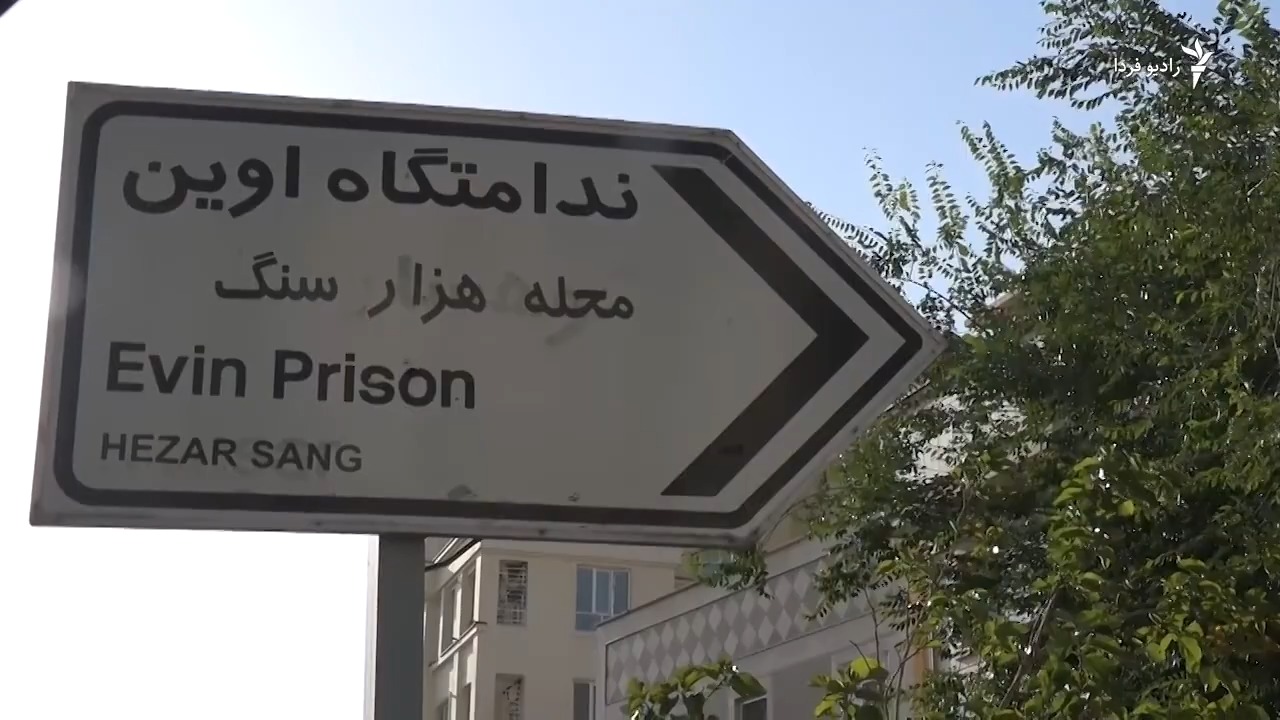 رادیو فردا
ندامتگاه اوین
محله هزار سنگ
Evin Prison
HEZAR SANG